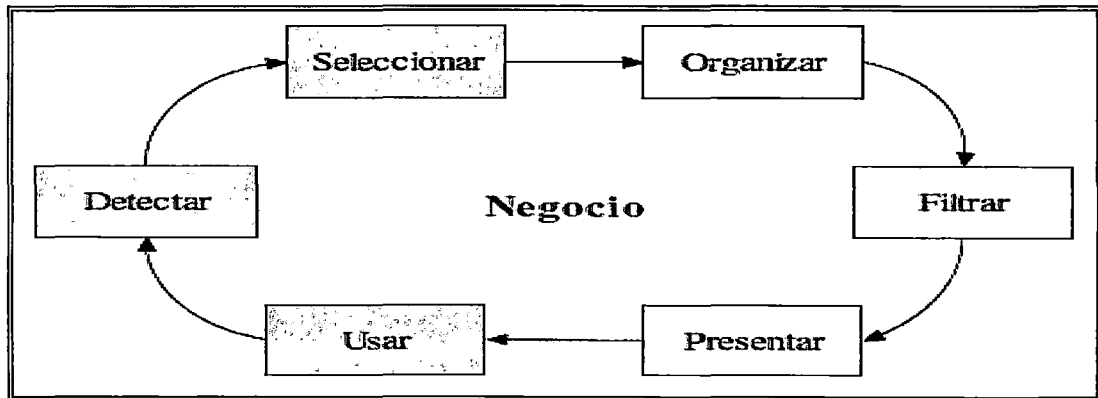 Seleccionar
Organizar
Detectar
Negocio
Filtrar
Usar
Presentar